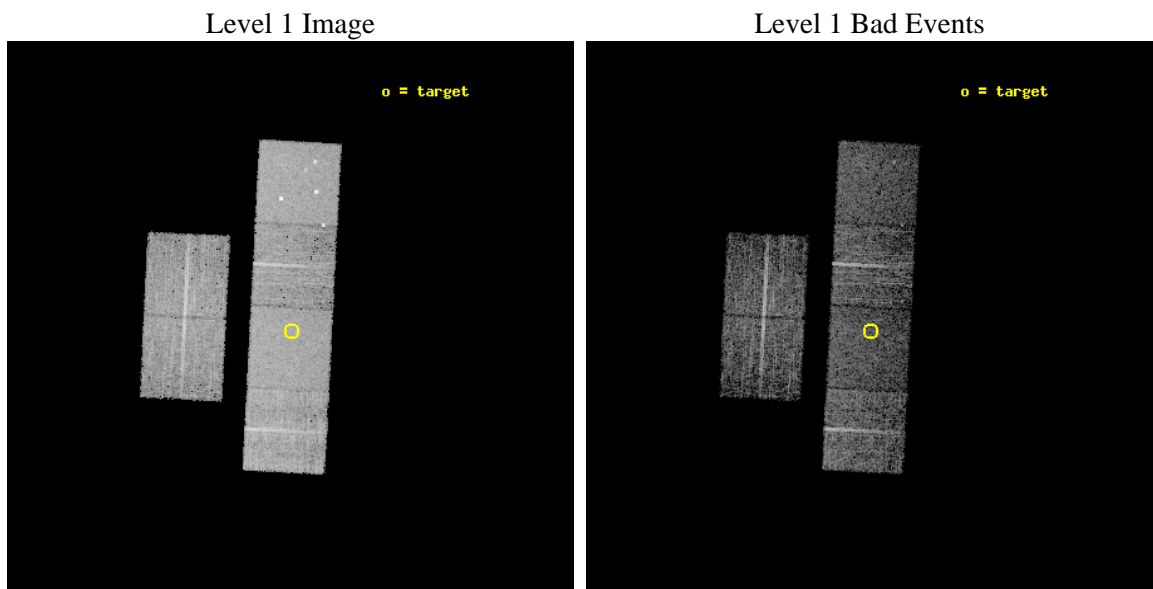 Level 1 Image
Level 1 Bad Events
o = target
o = target